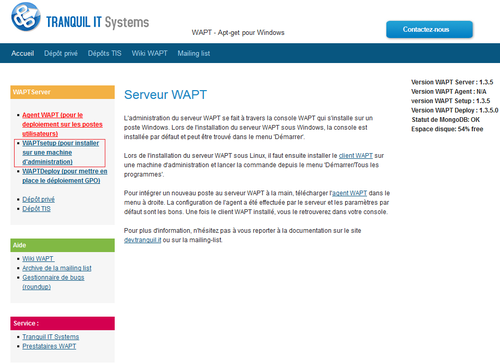 TRANQUIL IT Systems
WAPT - Apt-get pour Windows
Contactez-nous
Accueil Dépôt privé Dépôts TIS Wiki WAPT Mailing list
WAPTServer
Agent WAPT (pour le
déploiement sur les postes
utilisateurs)
WAPTsetup (pour installer
sur une machine
d'administration)
WAPTDeploy (pour mettre en
place le déploiement GPO)
Dépôt privé
Dépôt TIS
Aide
Wiki WAPT
Archive de la mailing list
Gestionnaire de bugs
(roundup)
Service :
Tranquil IT Systems
Prestataires WAPT
Serveur WAPT
L'administration du serveur WAPT se fait à travers la console WAPT qui s'installe sur un
poste Windows. Lors de l'installation du serveur WAPT sous Windows, la console est
installée par défaut et peut être trouvé dans le menu 'Démarrer'.
Lors de l'installation du serveur WAPT sous Linux, il faut ensuite installer le client WAPT sur
une machine d'administration et lancer la commande depuis le menu 'Démarrer/Tous les
programmes'.
Pour intégrer un nouveau poste au serveur WAPT à la main, télécharger l'agent WAPT dans le
menu à droite. La configuration de l'agent a été effectuée par le serveur et les paramètres par
défaut sont les bons. Une fois le client WAPT installé, vous le retrouverez dans votre console.
Pour plus d'information, n'hésitez pas à vous reporter à la documentation sur le site
dev.tranquil.it ou sur la mailing-list.
Version WAPT Server : 1.3.5
Version WAPT Agent : N/A
version WAPT Setup : 1.3.5
Version WAPT Deploy : 1.3.5.0
Statut de MongoDB: OK
Espace disque: 54% free